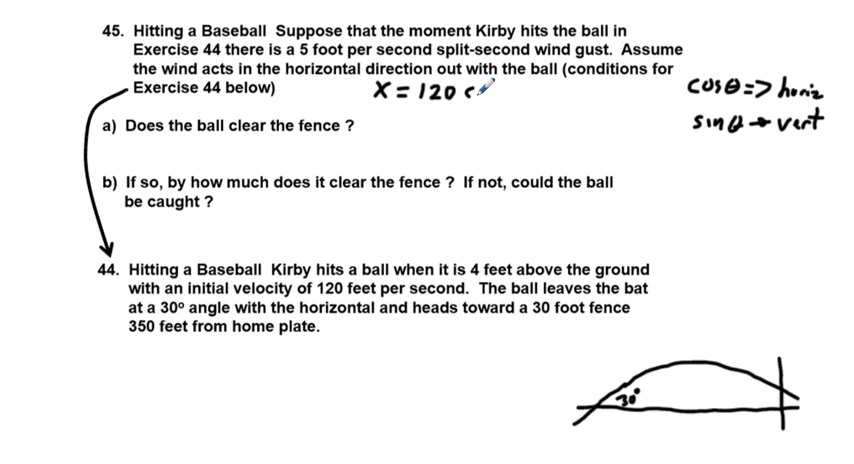 45. Hitting a Baseball Suppose that the moment Kirby hits the ball in
Exercise 44 there is a 5 foot per second split-second wind gust. Assume
the wind acts in the horizontal direction out with the ball (conditions for
Exercise 44 below)
x = 120 c
cosθ => horiz
sinθ → vert
a) Does the ball clear the fence ?
b) If so, by how much does it clear the fence ? If not, could the ball
be caught ?
44. Hitting a Baseball Kirby hits a ball when it is 4 feet above the ground
with an initial velocity of 120 feet per second. The ball leaves the bat
at a 30º angle with the horizontal and heads toward a 30 foot fence
350 feet from home plate.
30°